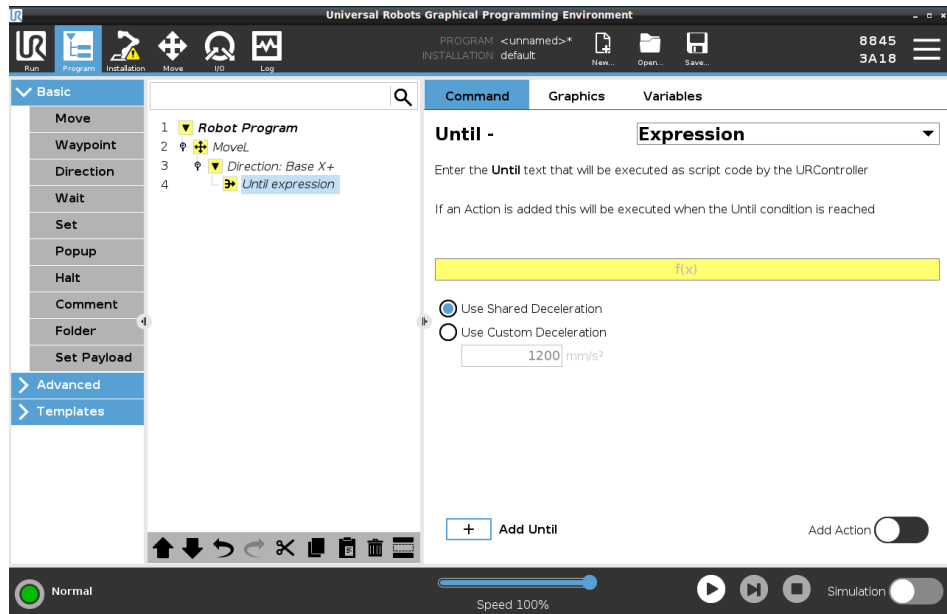 UR
Universal Robots Graphical Programming Environment
Run
Program
Installation
Move
I/O
Log
PROGRAM <unnamed>*
INSTALLATION default
New...
Open...
Save...
8845
3A18
Basic
Move
Waypoint
Direction
Wait
Set
Popup
Halt
Comment
Folder
Set Payload
Advanced
Templates
1 Robot Program
2 MoveL
3 Direction: Base X+
4 Until expression
Command Graphics Variables
Until - Expression
Enter the Until text that will be executed as script code by the URController
If an Action is added this will be executed when the Until condition is reached
f(x)
Use Shared Deceleration
Use Custom Deceleration
1200 mm/s²
+ Add Until
Add Action
Normal
Speed 100%
Simulation